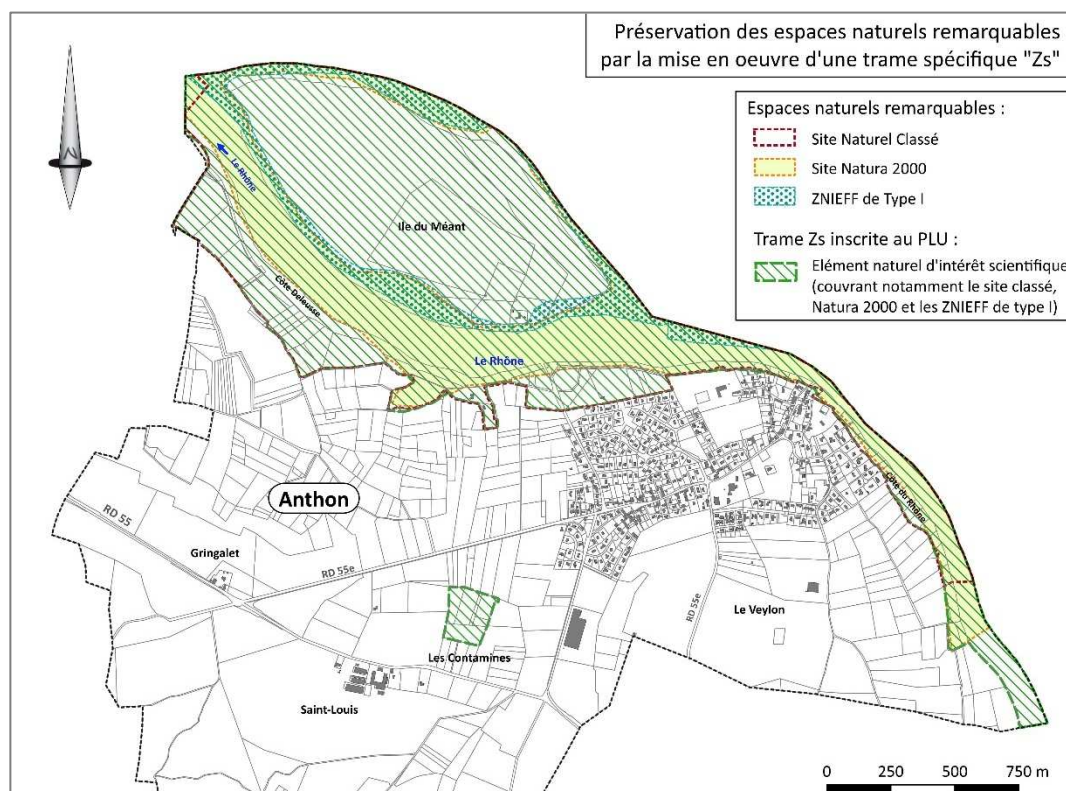 Préservation des espaces naturels remarquables
par la mise en oeuvre d'une trame spécifique "Zs"
Espaces naturels remarquables :
Site Naturel Classé
Site Natura 2000
ZNIEFF de Type I
Trame Zs inscrite au PLU :
Elément naturel d'intérêt scientifique
(couvrant notamment le site classé,
Natura 2000 et les ZNIEFF de type I)
Le Rhône
Ile du Méant
Côte Delousse
Le Rhône
Côte du Rhône
Anthon
RD 55
Gringalet
RD 55e
RD 55e
Le Veylon
Les Contamines
Saint-Louis
0 250 500 750 m